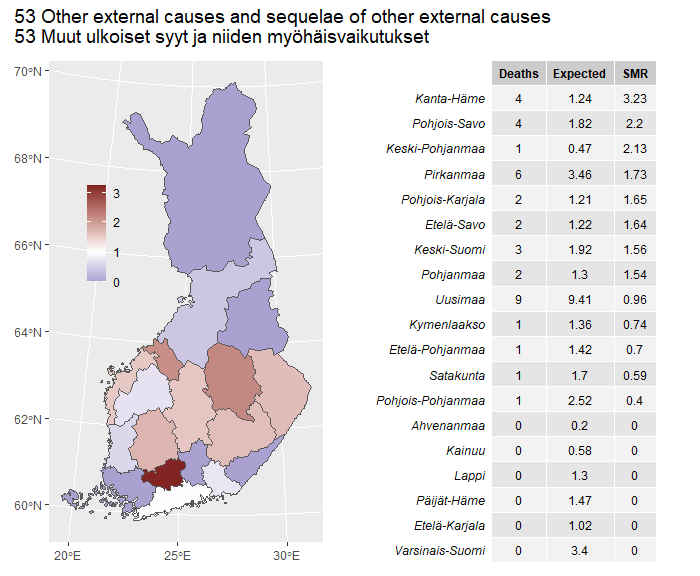 53 Other external causes and sequelae of other external causes
53 Muut ulkoiset syyt ja niiden myöhäisvaikutukset
70°N
68°N
66°N
64°N
62°N
60°N
20°E 25°E 30°E
3
2
1
0
Deaths Expected SMR
Kanta-Häme 4 1.24 3.23
Pohjois-Savo 4 1.82 2.2
Keski-Pohjanmaa 1 0.47 2.13
Pirkanmaa 6 3.46 1.73
Pohjois-Karjala 2 1.21 1.65
Etelä-Savo 2 1.22 1.64
Keski-Suomi 3 1.92 1.56
Pohjanmaa 2 1.3 1.54
Uusimaa 9 9.41 0.96
Kymenlaakso 1 1.36 0.74
Etelä-Pohjanmaa 1 1.42 0.7
Satakunta 1 1.7 0.59
Pohjois-Pohjanmaa 1 2.52 0.4
Ahvenanmaa 0 0.2 0
Kainuu 0 0.58 0
Lappi 0 1.3 0
Päijät-Häme 0 1.47 0
Etelä-Karjala 0 1.02 0
Varsinais-Suomi 0 3.4 0